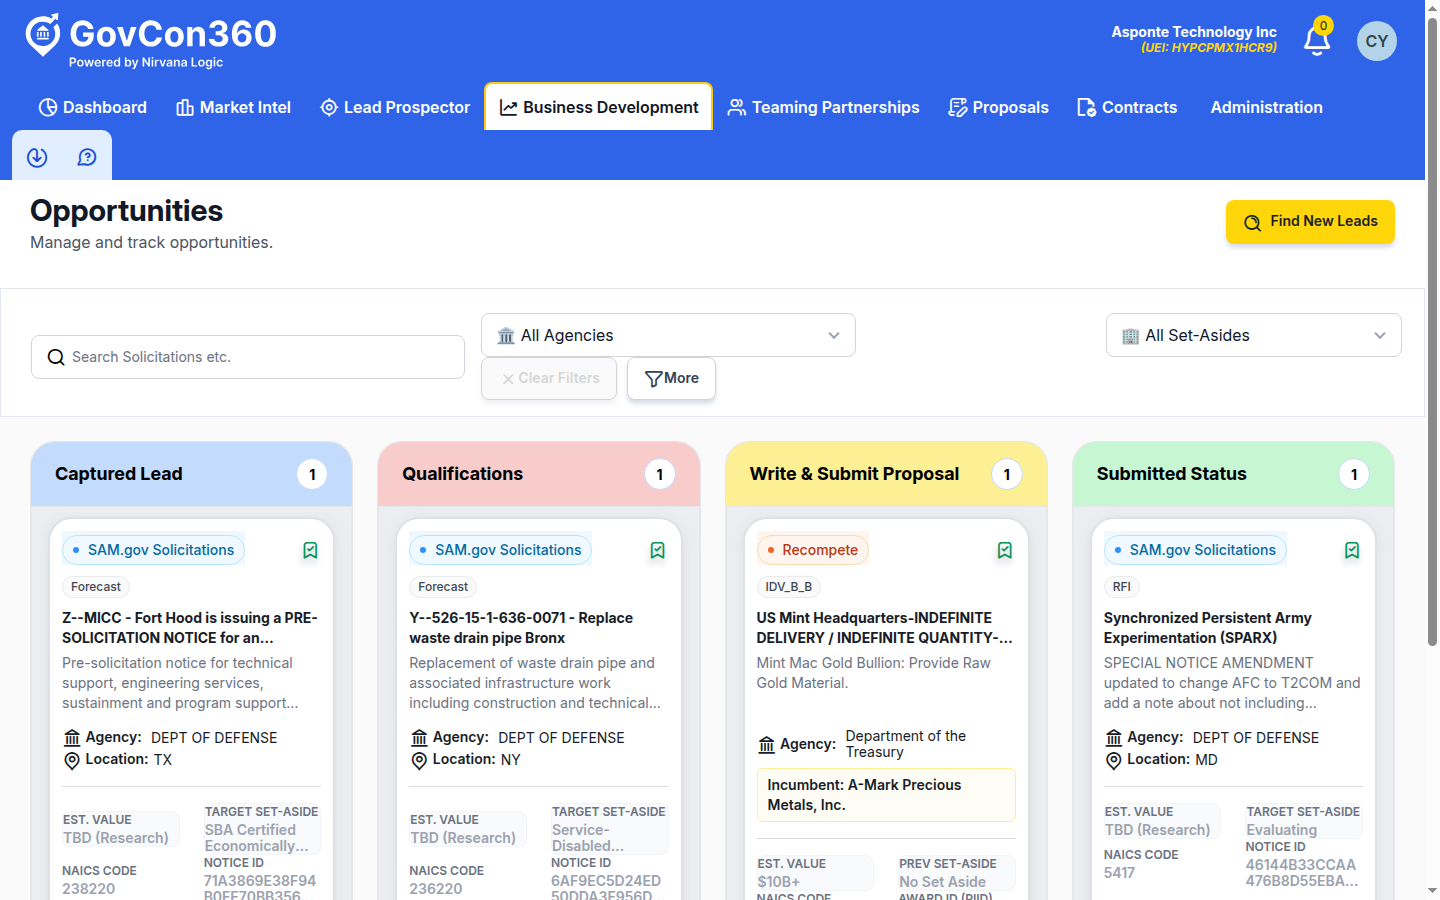 GovCon360
Powered by Nirvana Logic
Asponte Technology Inc
(UEI: HYPCPMX1HCR9)
0
CY
Dashboard
Market Intel
Lead Prospector
Business Development
Teaming Partnerships
Proposals
Contracts
Administration
Opportunities
Manage and track opportunities.
Find New Leads
Search Solicitations etc.
All Agencies
All Set-Asides
Clear Filters
More
Captured Lead
1
SAM.gov Solicitations
Forecast
Z--MICC - Fort Hood is issuing a PRE-
SOLICITATION NOTICE for an...
Pre-solicitation notice for technical
support, engineering services,
sustainment and program support...
Agency: DEPT OF DEFENSE
Location: TX
EST. VALUE
TBD (Research)
TARGET SET-ASIDE
SBA Certified
Economically...
NAICS CODE
238220
NOTICE ID
71A3869E38F94
B0FE70BB356...
Qualifications
1
SAM.gov Solicitations
Forecast
Y--526-15-1-636-0071 - Replace
waste drain pipe Bronx
Replacement of waste drain pipe and
associated infrastructure work
including construction and technical...
Agency: DEPT OF DEFENSE
Location: NY
EST. VALUE
TBD (Research)
TARGET SET-ASIDE
Service-
Disabled...
NAICS CODE
236220
NOTICE ID
6AF9EC5D24ED
50DDA3F956D...
Write & Submit Proposal
1
Recompete
IDV_B_B
US Mint Headquarters-INDEFINITE
DELIVERY / INDEFINITE QUANTITY-...
Mint Mac Gold Bullion: Provide Raw
Gold Material.
Agency: Department of the
Treasury
Incumbent: A-Mark Precious
Metals, Inc.
EST. VALUE
$10B+
PREV SET-ASIDE
No Set Aside
NAICS CODE
AWARD ID (PIID)
Submitted Status
1
SAM.gov Solicitations
RFI
Synchronized Persistent Army
Experimentation (SPARX)
SPECIAL NOTICE AMENDMENT
updated to change AFC to T2COM and
add a note about not including...
Agency: DEPT OF DEFENSE
Location: MD
EST. VALUE
TBD (Research)
TARGET SET-ASIDE
Evaluating
NAICS CODE
5417
NOTICE ID
46144B33CCAA
476B8D55EBA...